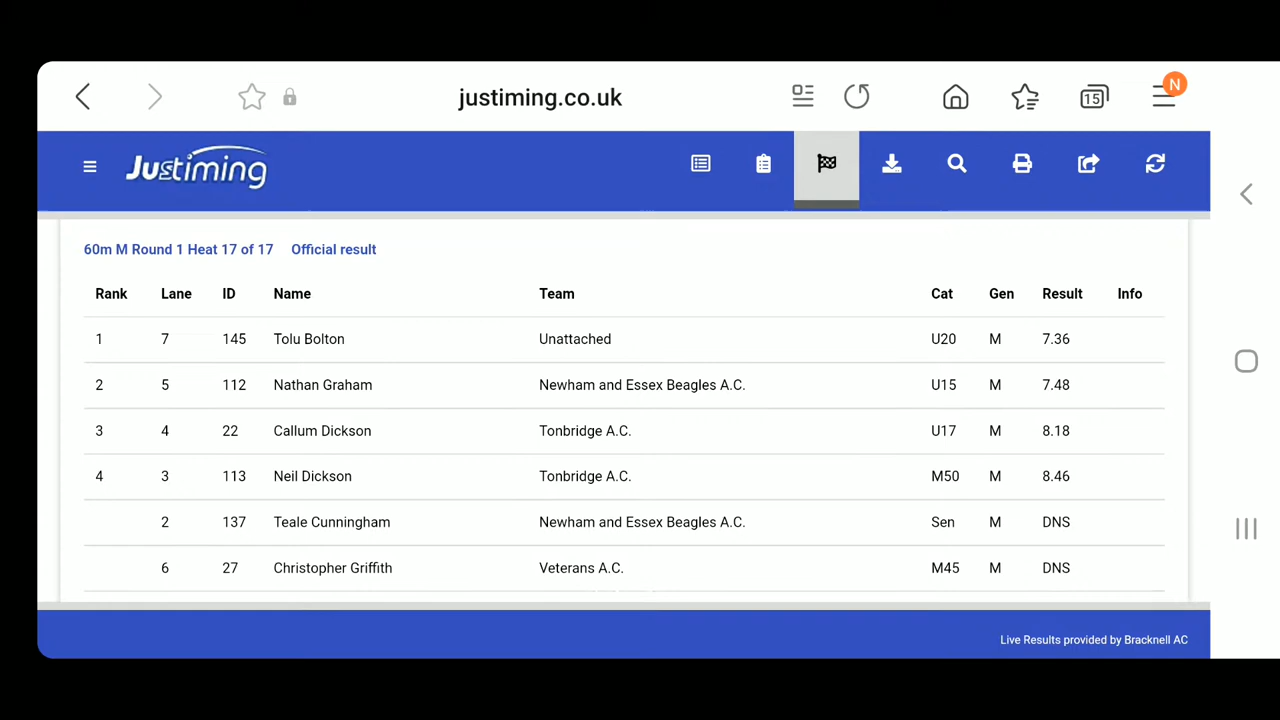 justiming.co.uk
15
N
Justiming
60m M Round 1 Heat 17 of 17 Official result
Rank Lane ID Name Team Cat Gen Result Info
1 7 145 Tolu Bolton Unattached U20 M 7.36
2 5 112 Nathan Graham Newham and Essex Beagles A.C. U15 M 7.48
3 4 22 Callum Dickson Tonbridge A.C. U17 M 8.18
4 3 113 Neil Dickson Tonbridge A.C. M50 M 8.46
2 137 Teale Cunningham Newham and Essex Beagles A.C. Sen M DNS
6 27 Christopher Griffith Veterans A.C. M45 M DNS
Live Results provided by Bracknell AC